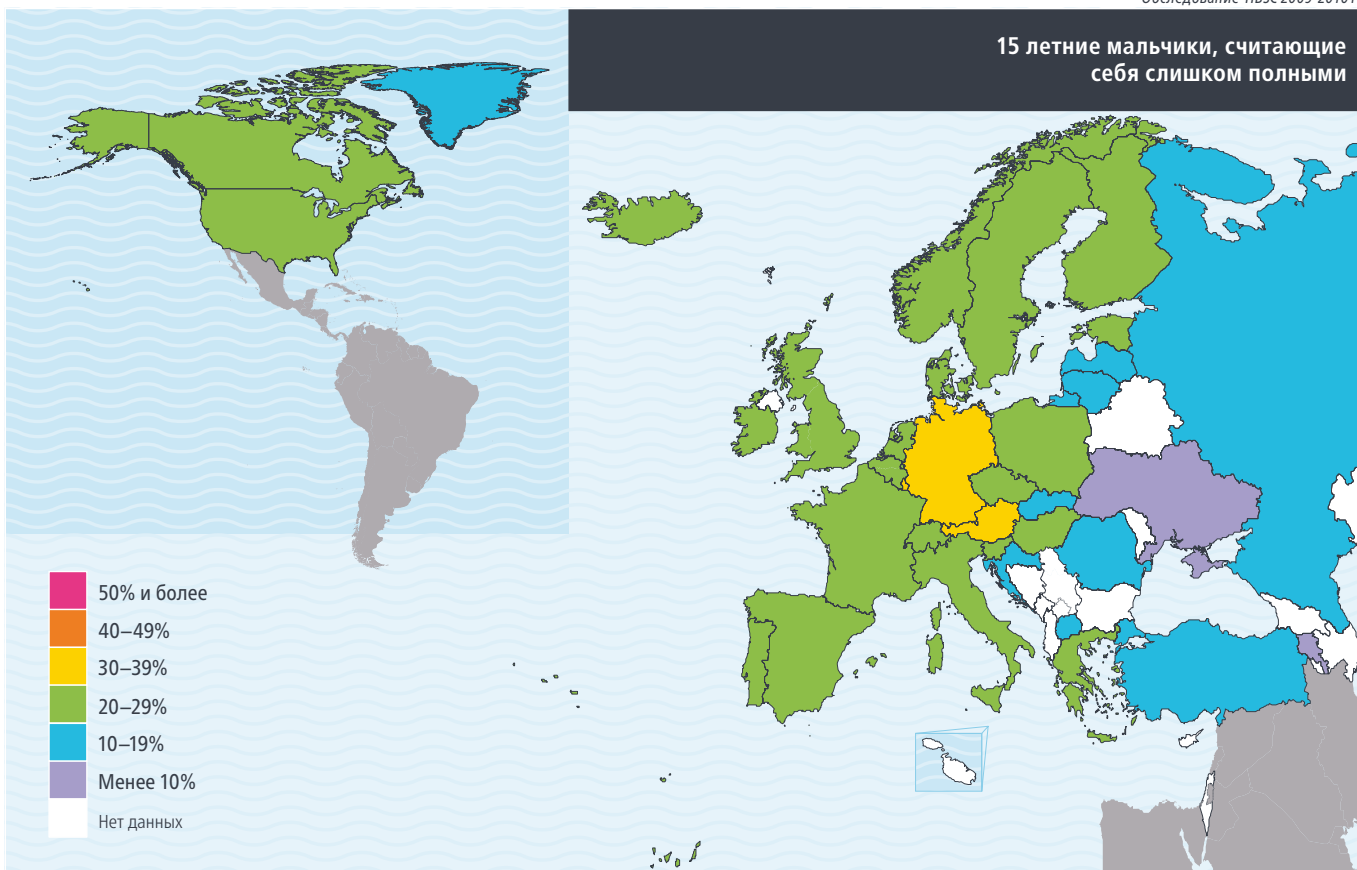 15 летние мальчики, считающие
себя слишком полными
50% и более
40–49%
30–39%
20–29%
10–19%
Менее 10%
Нет данных